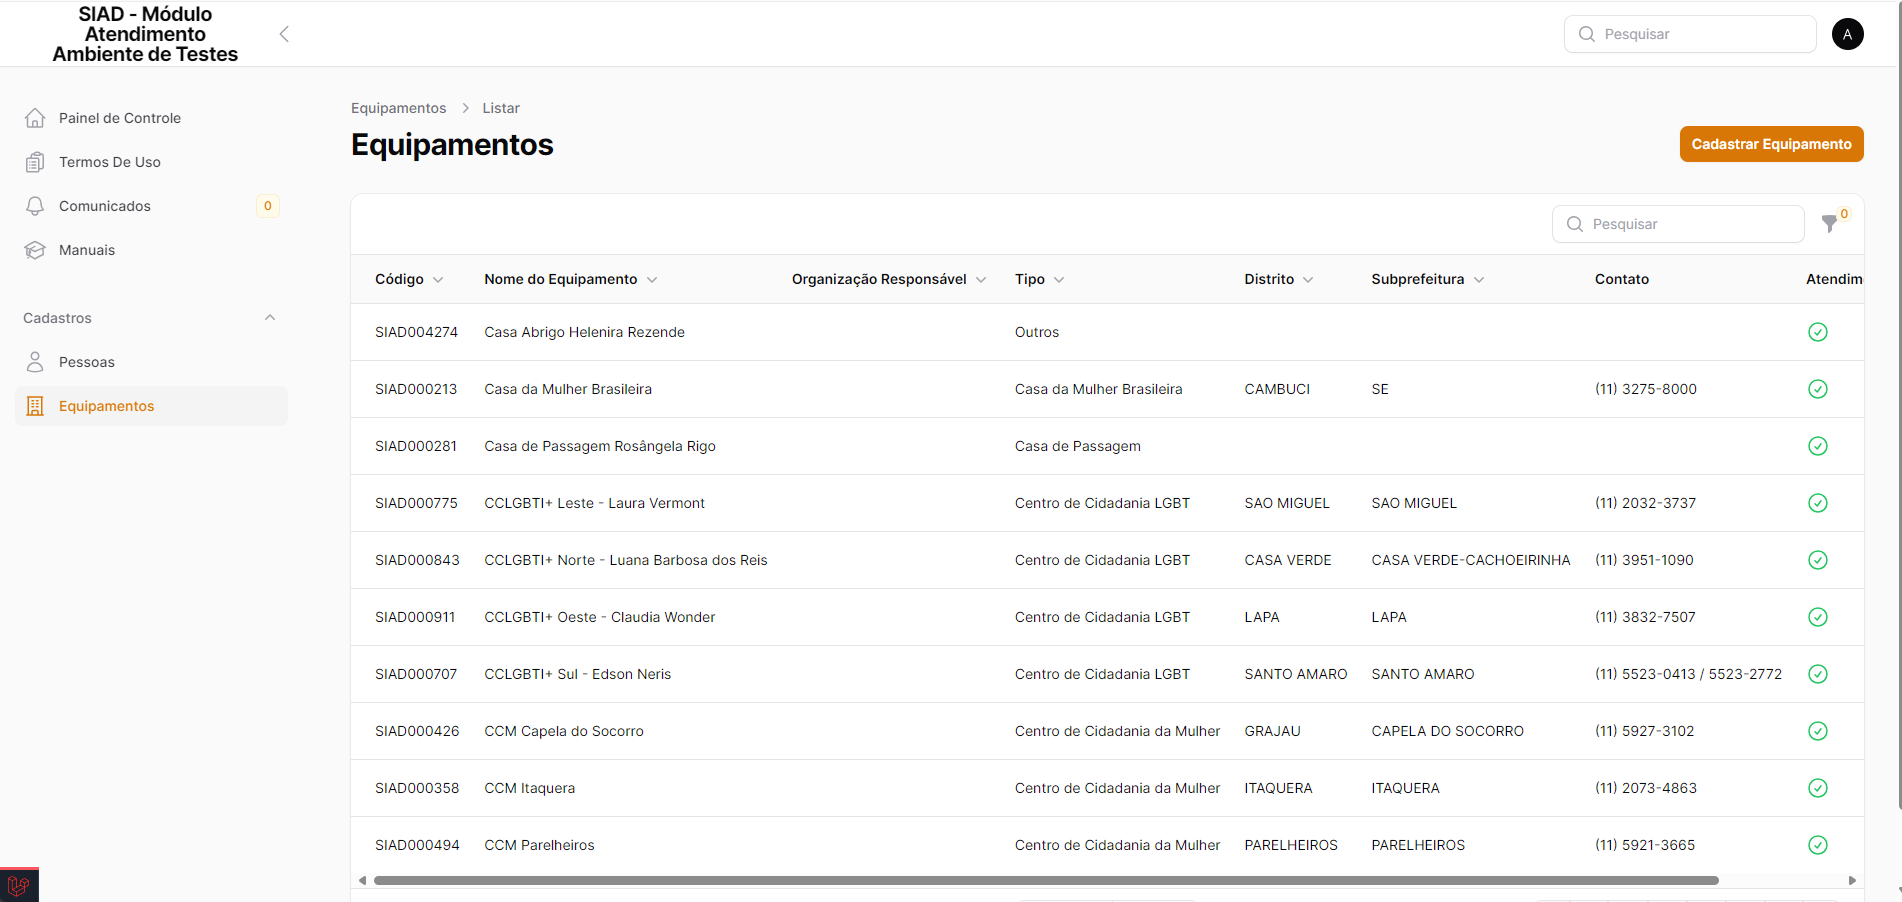 SIAD - Módulo
Atendimento
Ambiente de Testes
Pesquisar
A
Painel de Controle
Termos De Uso
Comunicados 0
Manuais
Cadastros
Pessoas
Equipamentos
Equipamentos > Listar
Equipamentos
Cadastrar Equipamento
Pesquisar
0
Código Nome do Equipamento Organização Responsável Tipo Distrito Subprefeitura Contato Atendim
SIAD004274 Casa Abrigo Helenira Rezende Outros
SIAD000213 Casa da Mulher Brasileira Casa da Mulher Brasileira CAMBUCI SE (11) 3275-8000
SIAD000281 Casa de Passagem Rosângela Rigo Casa de Passagem
SIAD000775 CCLGBTI+ Leste - Laura Vermont Centro de Cidadania LGBT SAO MIGUEL SAO MIGUEL (11) 2032-3737
SIAD000843 CCLGBTI+ Norte - Luana Barbosa dos Reis Centro de Cidadania LGBT CASA VERDE CASA VERDE-CACHOEIRINHA (11) 3951-1090
SIAD000911 CCLGBTI+ Oeste - Claudia Wonder Centro de Cidadania LGBT LAPA LAPA (11) 3832-7507
SIAD000707 CCLGBTI+ Sul - Edson Neris Centro de Cidadania LGBT SANTO AMARO SANTO AMARO (11) 5523-0413 / 5523-2772
SIAD000426 CCM Capela do Socorro Centro de Cidadania da Mulher GRAJAU CAPELA DO SOCORRO (11) 5927-3102
SIAD000358 CCM Itaquera Centro de Cidadania da Mulher ITAQUERA ITAQUERA (11) 2073-4863
SIAD000494 CCM Parelheiros Centro de Cidadania da Mulher PARELHEIROS PARELHEIROS (11) 5921-3665